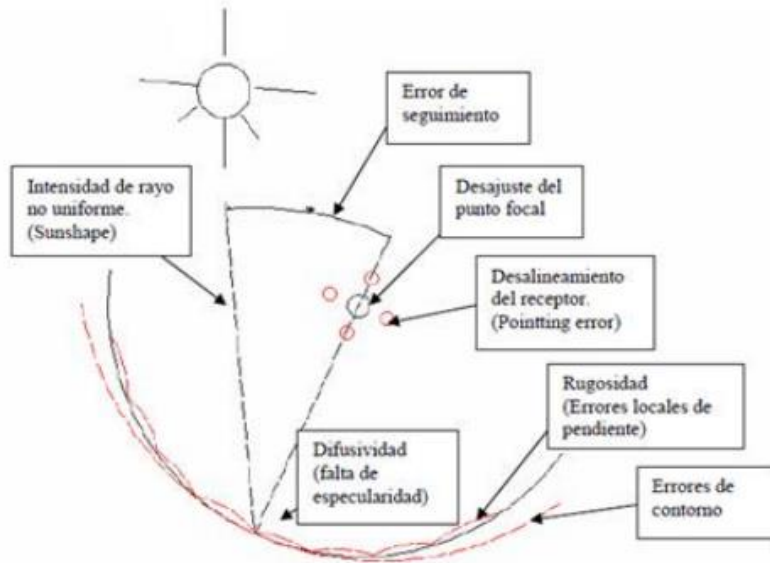 Error de
seguimiento
Intensidad de rayo
no uniforme.
(Sunshape)
Desajuste del
punto focal
Desalineamiento
del receptor.
(Pointting error)
Rugosidad
(Errores locales de
pendiente)
Difusividad
(falta de
especularidad)
Errores de
contorno